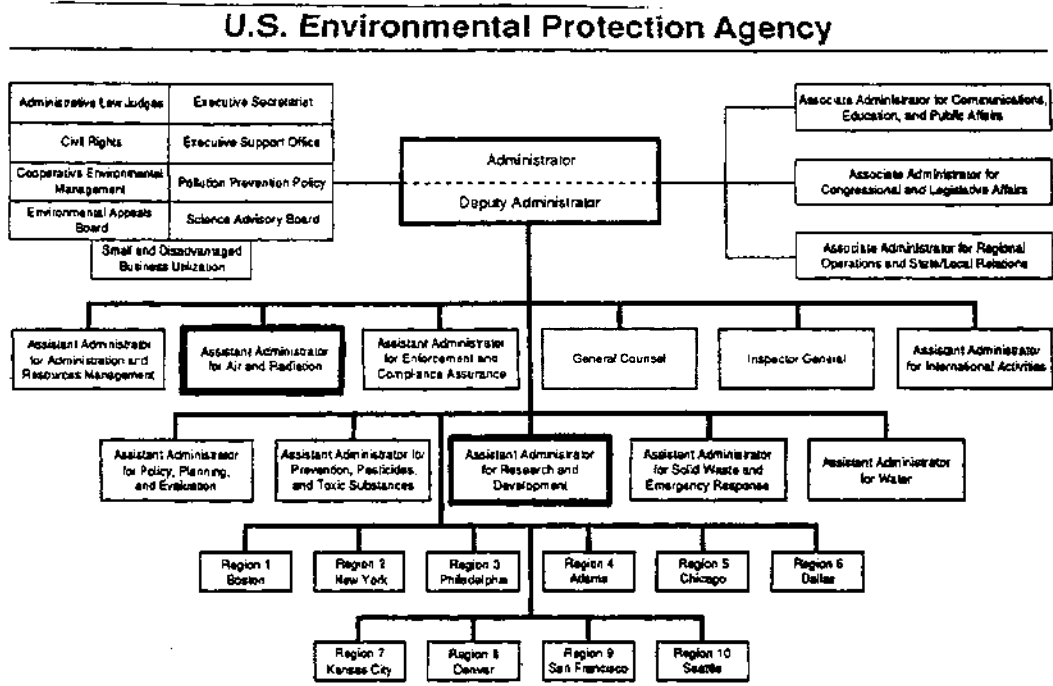 U.S. Environmental Protection Agency
Administrative Law Judges
Executive Secretariat
Civil Rights
Executive Support Office
Cooperative Environmental
Management
Pollution Prevention Policy
Environmental Appeals
Board
Science Advisory Board
Small and Disadvantaged
Business Utilization
Administrator
Deputy Administrator
Associate Administrator for Communications,
Education, and Public Affairs
Associate Administrator for
Congressional and Legislative Affairs
Associate Administrator for Regional
Operations and State/Local Relations
Assistant Administrator
for Administration and
Resources Management
Assistant Administrator
for Air and Radiation
Assistant Administrator
for Enforcement and
Compliance Assurance
General Counsel
Inspector General
Assistant Administrator
for International Activities
Assistant Administrator
for Policy, Planning,
and Evaluation
Assistant Administrator for
Prevention, Pesticides,
and Toxic Substances
Assistant Administrator
for Research and
Development
Assistant Administrator
for Solid Waste and
Emergency Response
Assistant Administrator
for Water
Region 1
Boston
Region 2
New York
Region 3
Philadelphia
Region 4
Region 5
Chicago
Region 6
Dallas
Region 7
Kansas City
Region 8
Denver
Region 9
San Francisco
Region 10
Seattle